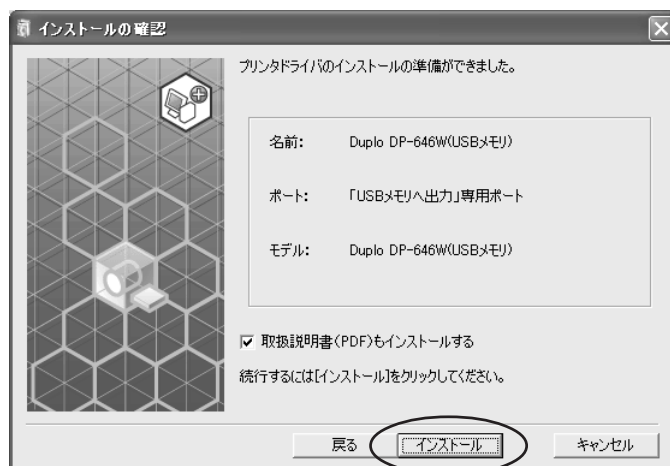 インストールの確認
プリンタドライバのインストールの準備ができました。
名前: Duplo DP-646W(USBメモリ)
ポート: 「USBメモリへ出力」専用ポート
モデル: Duplo DP-646W(USBメモリ)
取扱説明書(PDF)もインストールする
続行するには[インストール]をクリックしてください。
戻る インストール キャンセル